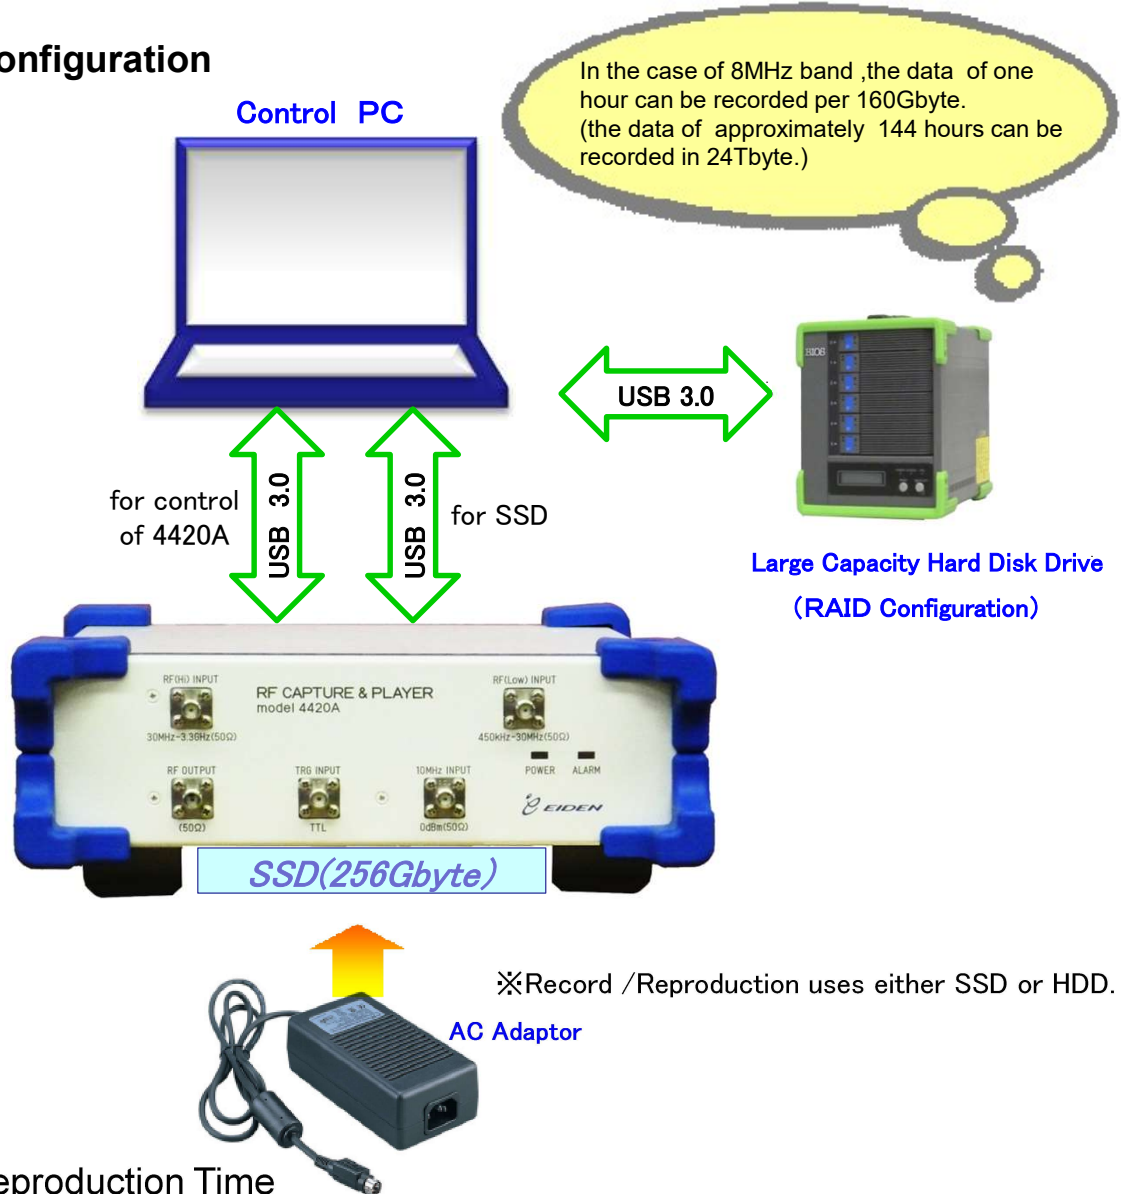 onfiguration
In the case of 8MHz band ,the data of one
hour can be recorded per 160Gbyte.
(the data of approximately 144 hours can be
recorded in 24Tbyte.)
Control PC
USB 3.0
for control
of 4420A
USB 3.0
USB 3.0
for SSD
Large Capacity Hard Disk Drive
(RAID Configuration)
RF(Hi) INPUT
30MHz-3.3GHz(50Ω)
RF CAPTURE & PLAYER
model 4420A
RF(Low) INPUT
450kHz-30MHz(50Ω)
POWER ALARM
RF OUTPUT
(50Ω)
TRG INPUT
TTL
10MHz INPUT
0dBm(50Ω)
EIDEN
SSD(256Gbyte)
※Record /Reproduction uses either SSD or HDD.
AC Adaptor
eproduction Time